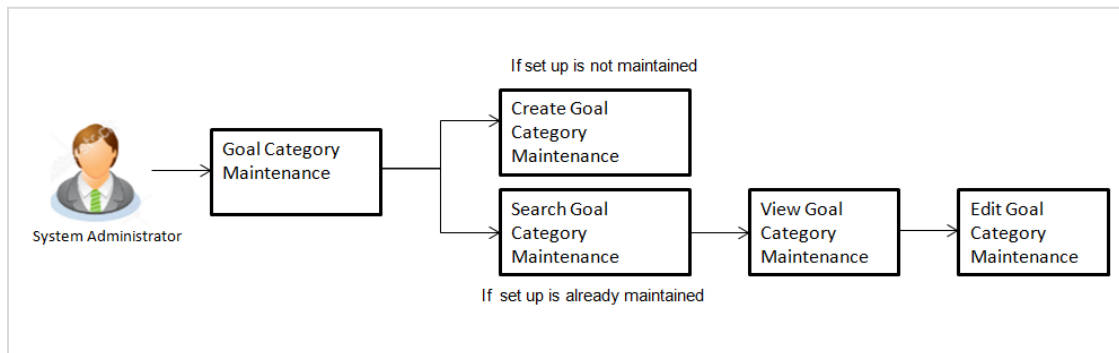 If set up is not maintained
Create Goal
Category
Maintenance
Goal Category
Maintenance
System Administrator
Search Goal
Category
Maintenance
View Goal
Category
Maintenance
Edit Goal
Category
Maintenance
If set up is already maintained